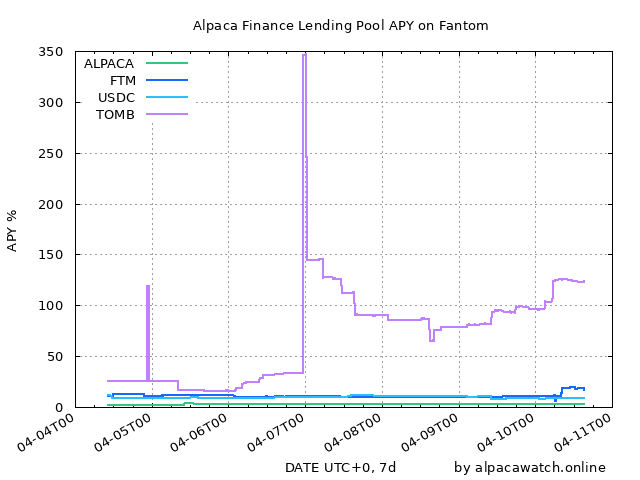 Alpaca Finance Lending Pool APY on Fantom
350
300
250
200
150
100
50
0
APY %
ALPACA
FTM
USDC
TOMB
04-04T00
04-05T00
04-06T00
04-07T00
04-08T00
04-09T00
04-10T00
04-11T00
DATE UTC+0, 7d
by alpacawatch.online